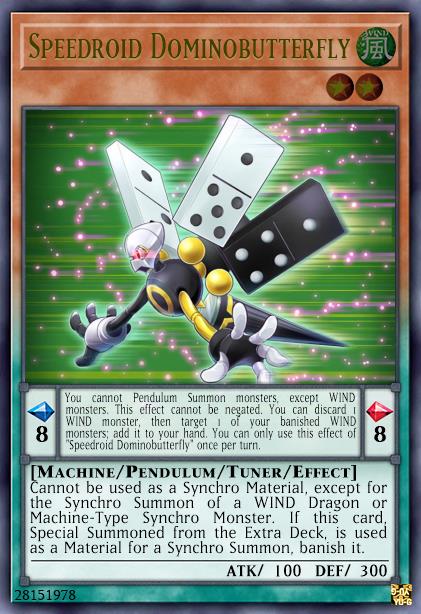 SPEEDROID DOMINOBUTTERFLY
WIND
風
You cannot Pendulum Summon monsters, except WIND
monsters. This effect cannot be negated. You can discard 1
WIND monster, then target 1 of your banished WIND
monsters; add it to your hand. You can only use this effect of
"Speedroid Dominobutterfly" once per turn.
8
8
[MACHINE/PENDULUM/TUNER/EFFECT]
Cannot be used as a Synchro Material, except for
the Synchro Summon of a WIND Dragon or
Machine-Type Synchro Monster. If this card,
Special Summoned from the Extra Deck, is used
as a Material for a Synchro Summon, banish it.
ATK/ 100 DEF/ 300
28151978